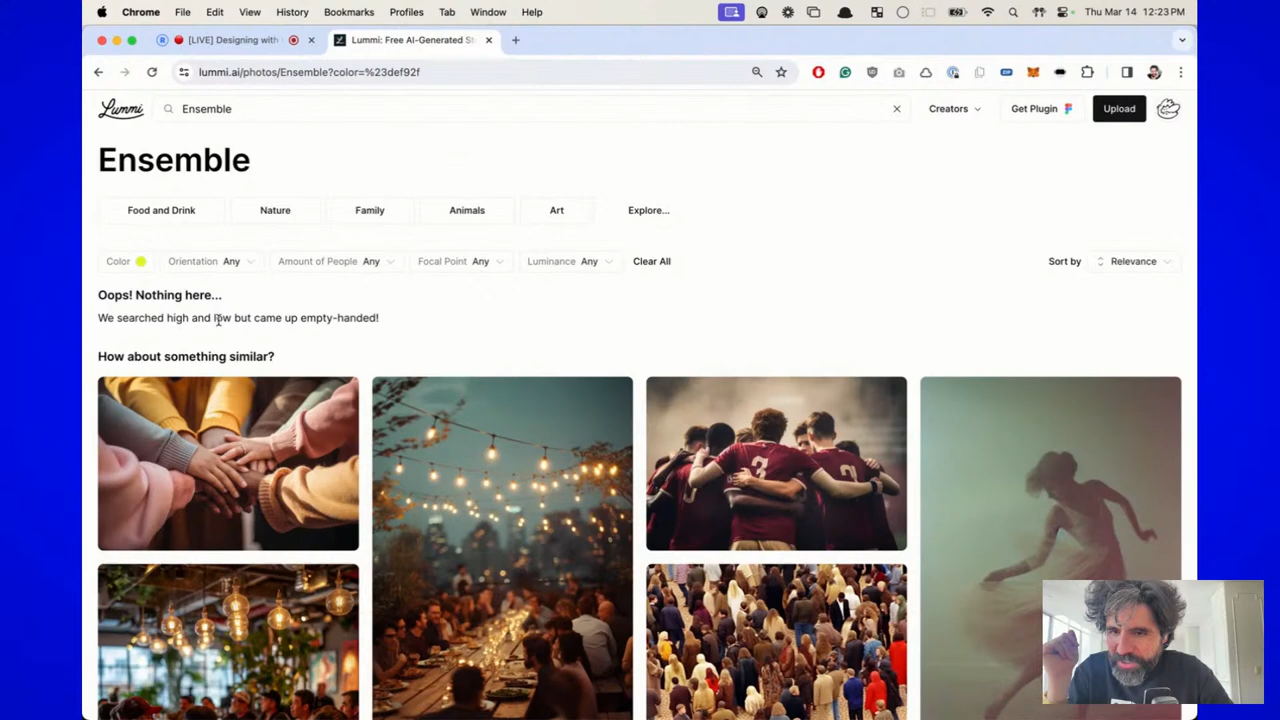 Chrome File Edit View History Bookmarks Profiles Tab Window Help Thu Mar 14 12:23 PM
[LIVE] Designing with
Lummi: Free AI-Generated St
lummi.ai/photos/Ensemble?color=%23def92f
Lummi Ensemble Creators Get Plugin Upload
Ensemble
Food and Drink Nature Family Animals Art Explore...
Color Orientation Any Amount of People Any Focal Point Any Luminance Any Clear All Sort by Relevance
Oops! Nothing here...
We searched high and low but came up empty-handed!
How about something similar?
3